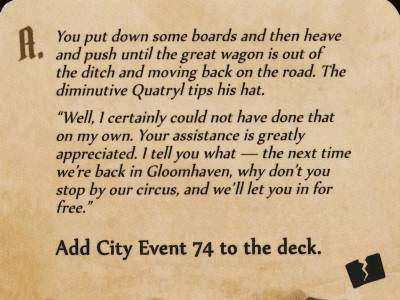 A. You put down some boards and then heave
and push until the great wagon is out of
the ditch and moving back on the road. The
diminutive Quatryl tips his hat.
“Well, I certainly could not have done that
on my own. Your assistance is greatly
appreciated. I tell you what — the next time
we’re back in Gloomhaven, why don’t you
stop by our circus, and we’ll let you in for
free.”
Add City Event 74 to the deck.